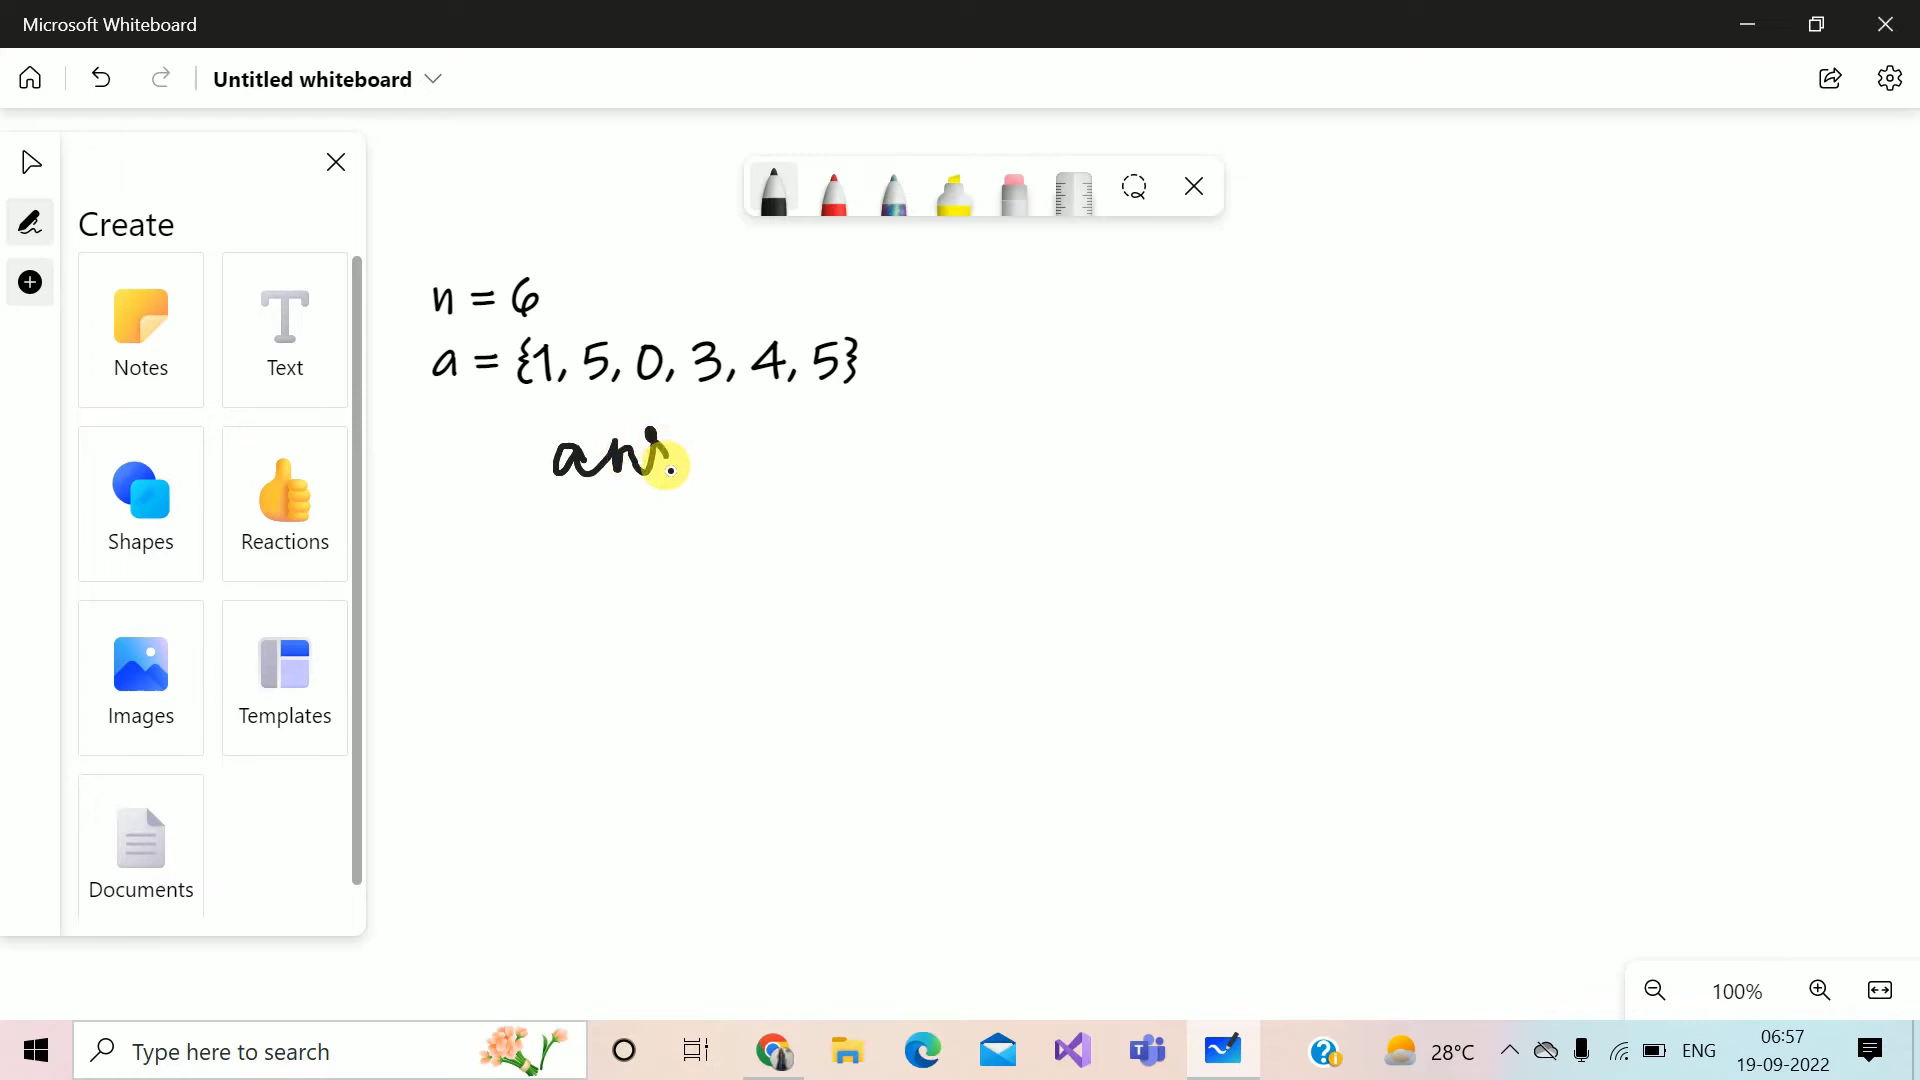 Microsoft Whiteboard
Untitled whiteboard
Create
Notes
Text
Shapes
Reactions
Images
Templates
Documents
n = 6
a = {1, 5, 0, 3, 4, 5}
ans
100%
Type here to search
28°C
ENG
06:57
19-09-2022